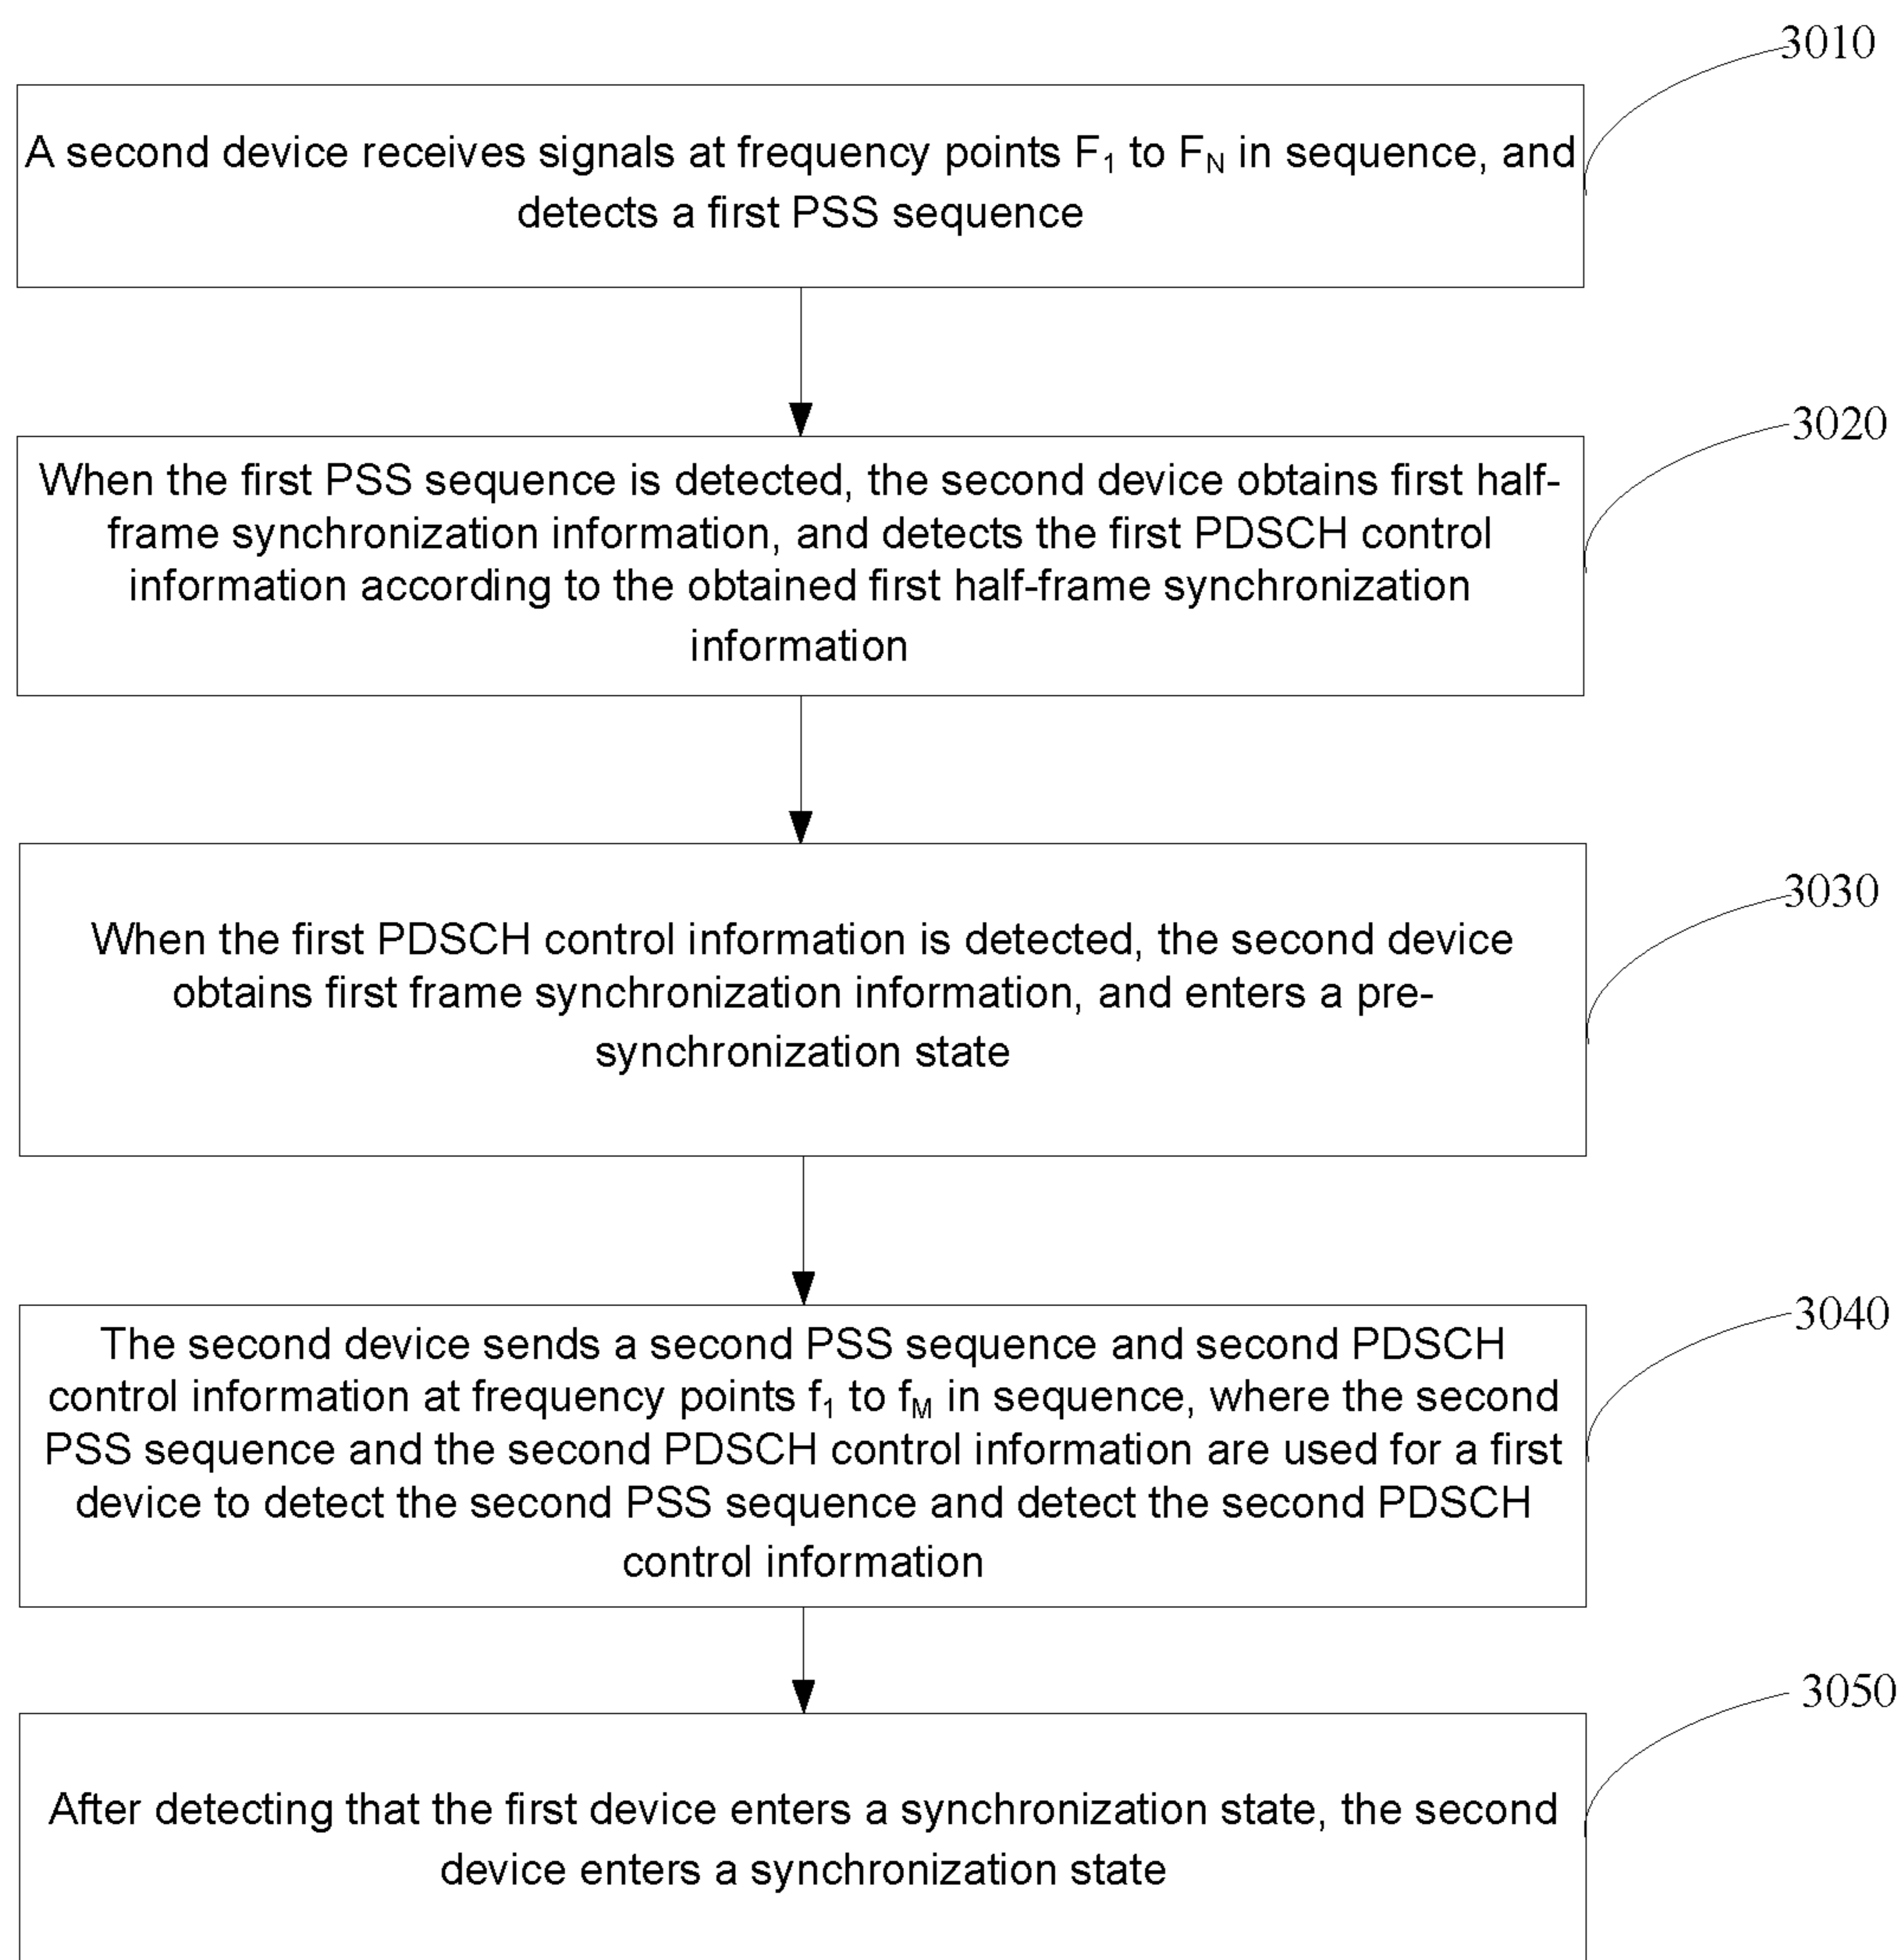 3010
A second device receives signals at frequency points F₁ to F_N in sequence, and
detects a first PSS sequence
3020
When the first PSS sequence is detected, the second device obtains first half-
frame synchronization information, and detects the first PDSCH control
information according to the obtained first half-frame synchronization
information
3030
When the first PDSCH control information is detected, the second device
obtains first frame synchronization information, and enters a pre-
synchronization state
3040
The second device sends a second PSS sequence and second PDSCH
control information at frequency points f₁ to f_M in sequence, where the second
PSS sequence and the second PDSCH control information are used for a first
device to detect the second PSS sequence and detect the second PDSCH
control information
3050
After detecting that the first device enters a synchronization state, the second
device enters a synchronization state